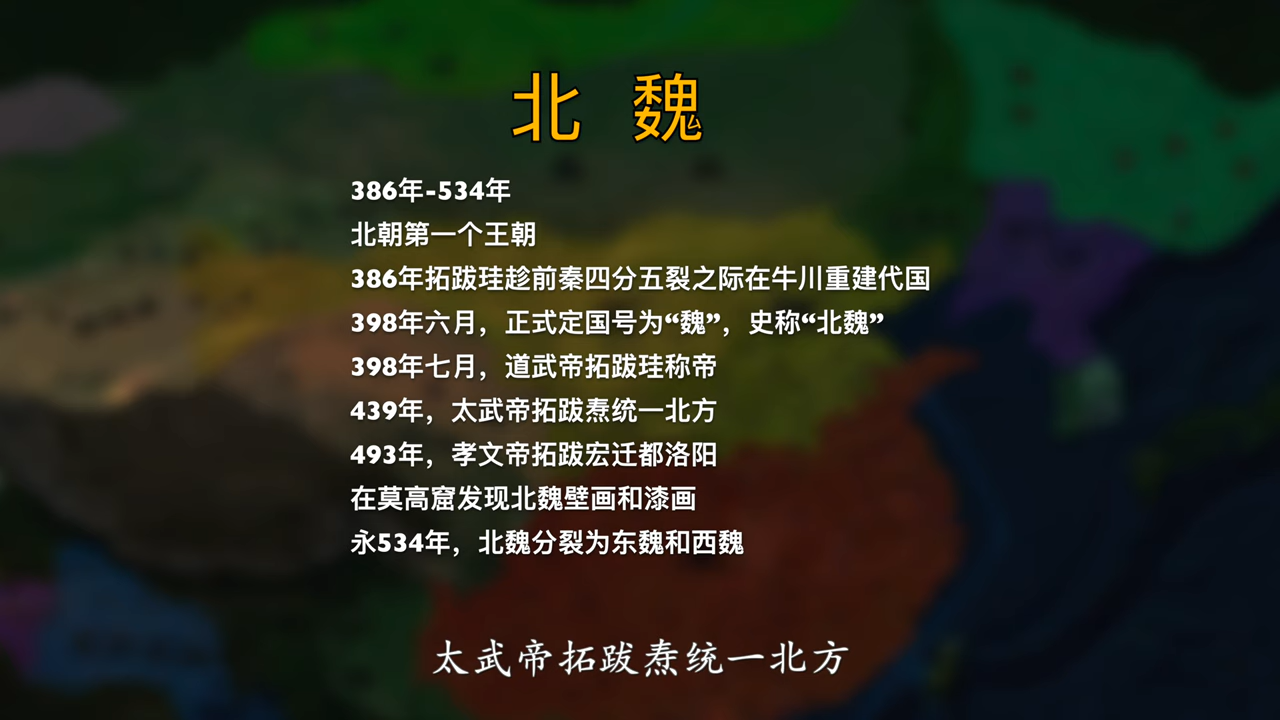 北 魏
386年-534年
北朝第一个王朝
386年拓跋珪趁前秦四分五裂之际在牛川重建代国
398年六月，正式定国号为“魏”，史称“北魏”
398年七月，道武帝拓跋珪称帝
439年，太武帝拓跋焘统一北方
493年，孝文帝拓跋宏迁都洛阳
在莫高窟发现北魏壁画和漆画
永534年，北魏分裂为东魏和西魏
太武帝拓跋焘统一北方